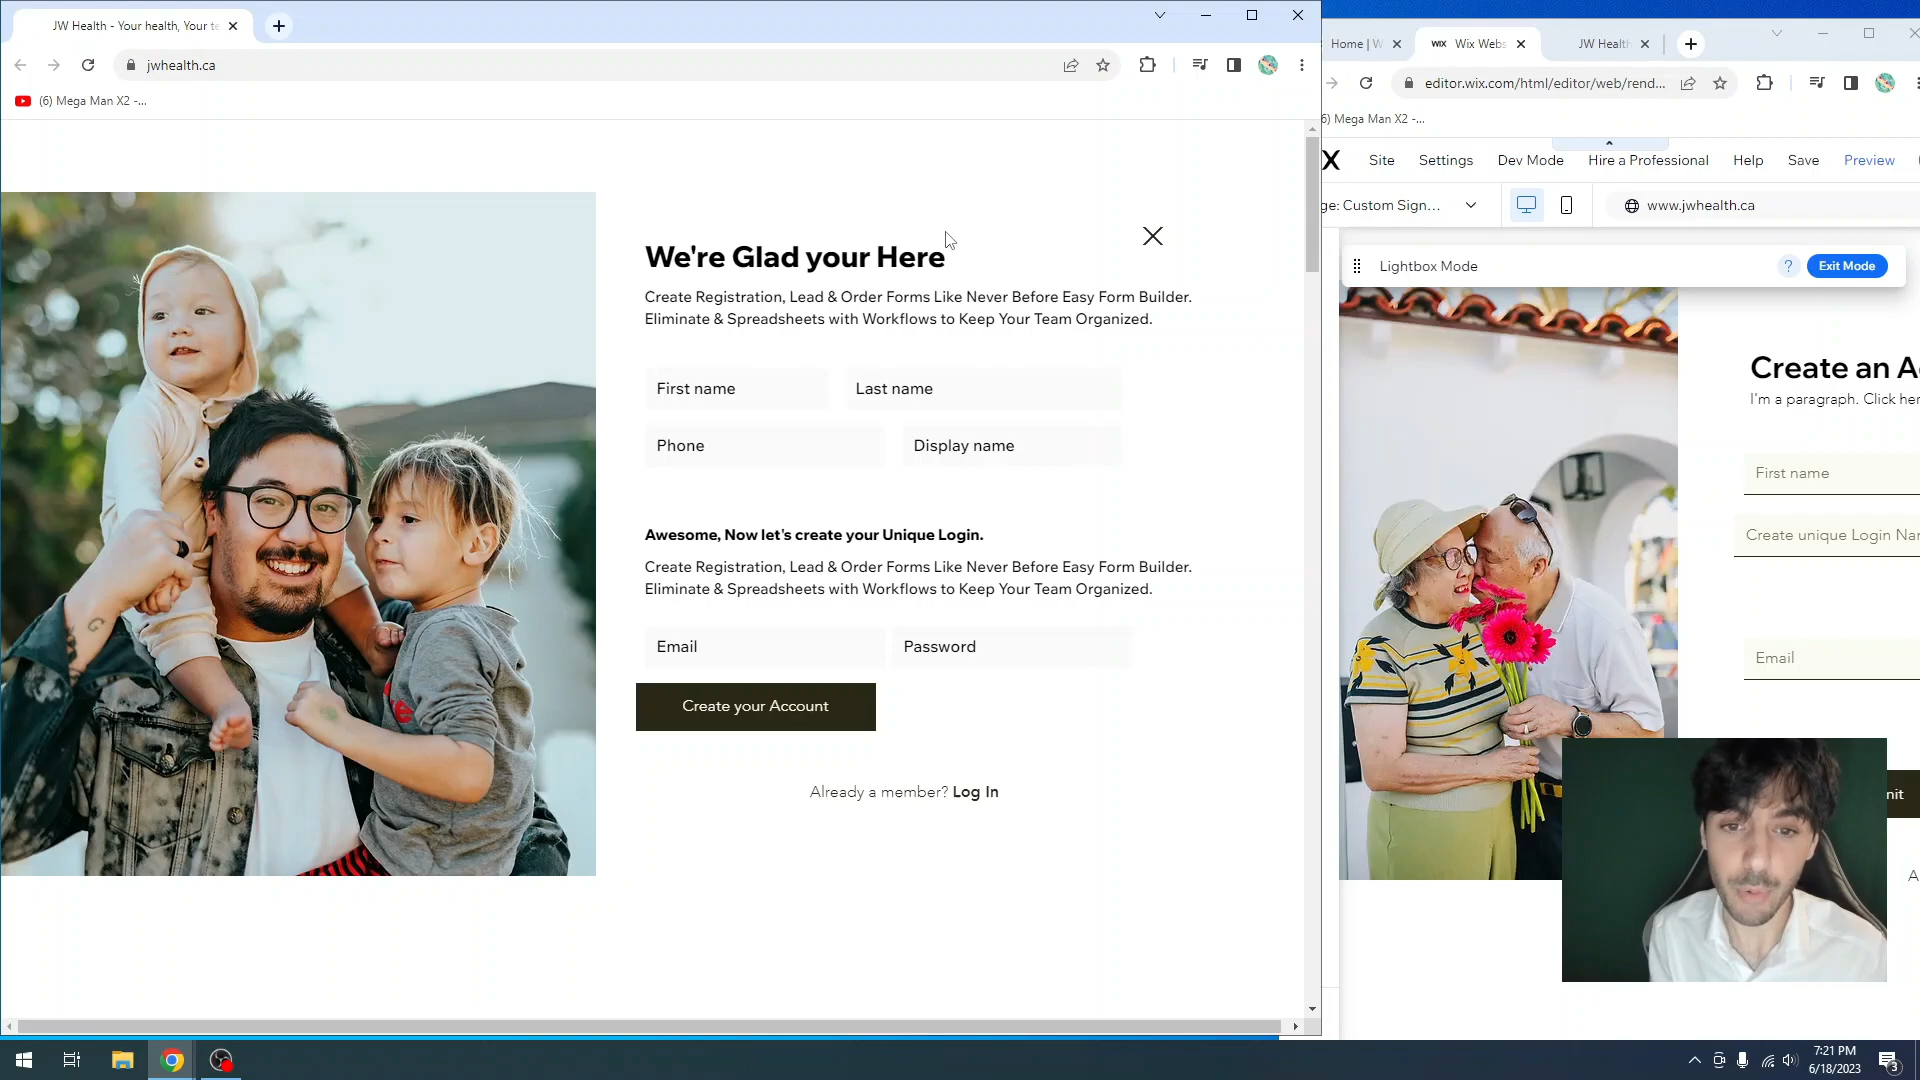 JW Health - Your health, Your te
jwhealth.ca
(6) Mega Man X2 -...
We're Glad your Here
Create Registration, Lead & Order Forms Like Never Before Easy Form Builder.
Eliminate & Spreadsheets with Workflows to Keep Your Team Organized.
First name
Last name
Phone
Display name
Awesome, Now let's create your Unique Login.
Create Registration, Lead & Order Forms Like Never Before Easy Form Builder.
Eliminate & Spreadsheets with Workflows to Keep Your Team Organized.
Email
Password
Create your Account
Already a member? Log In
Home | W
WIX Wix Webs
JW Health
editor.wix.com/html/editor/web/rend...
6) Mega Man X2 -...
X
Site
Settings
Dev Mode
Hire a Professional
Help
Save
Preview
ge: Custom Sign...
www.jwhealth.ca
Lightbox Mode
?
Exit Mode
Create an A
I'm a paragraph. Click her
First name
Create unique Login Nar
Email
nit
A
7:21 PM
6/18/2023
3